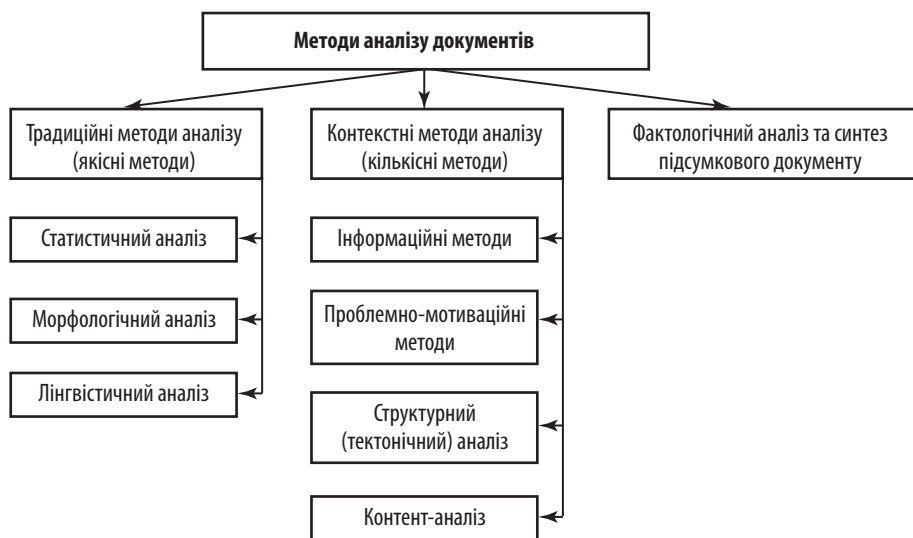 Методи аналізу документів
Традиційні методи аналізу
(якісні методи)
Контекстні методи аналізу
(кількісні методи)
Фактологічний аналіз та синтез
підсумкового документу
Статистичний аналіз
Морфологічний аналіз
Лінгвістичний аналіз
Інформаційні методи
Проблемно-мотиваційні
методи
Структурний
(тектонічний) аналіз
Контент-аналіз